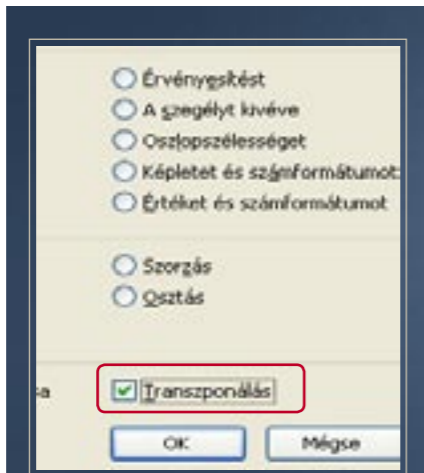 Érvényesítést
A szegélyt kivéve
Oszlopszélességet
Képletet és számformátumot
Értéket és számformátumot
Szorzás
Osztás
Transzponálás
OK Mégse